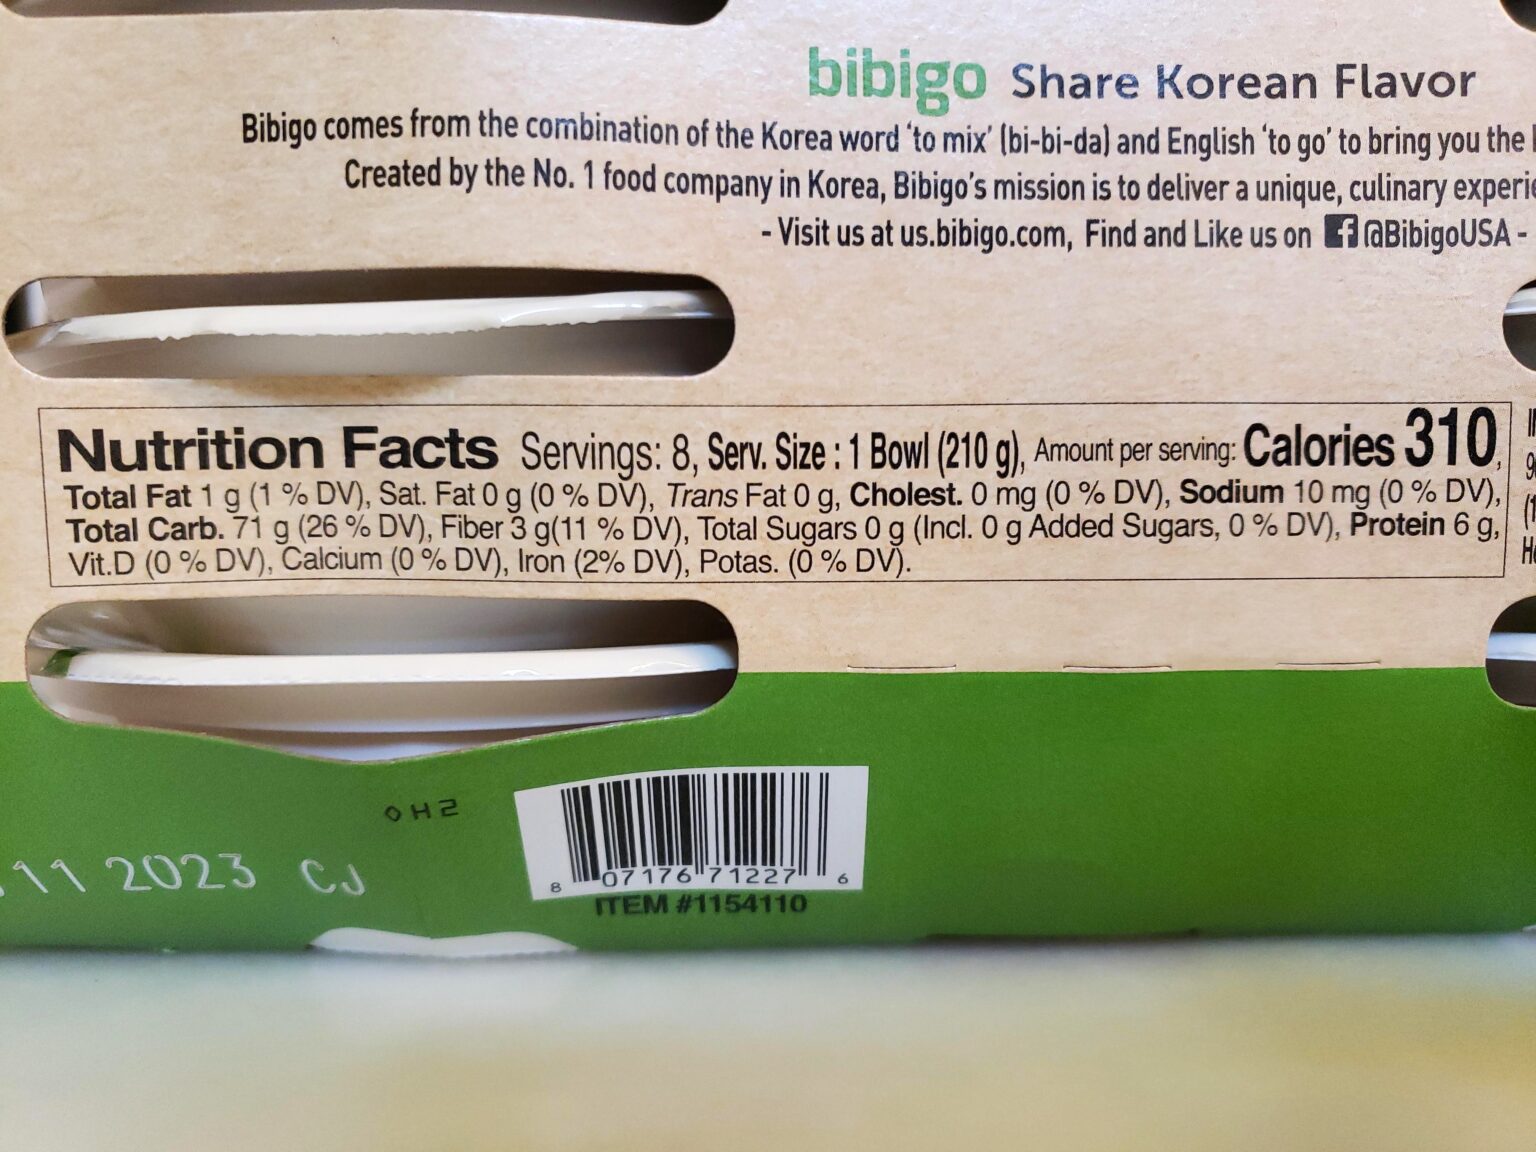 bibigo Share Korean Flavor
Bibigo comes from the combination of the Korea word ‘to mix’ (bi-bi-da) and English ‘to go’ to bring you the
Created by the No. 1 food company in Korea, Bibigo’s mission is to deliver a unique, culinary
- Visit us at us.bibigo.com, Find and Like us on @BibigoUSA -
Nutrition Facts Servings: 8, Serv. Size : 1 Bowl (210 g), Amount per serving: Calories 310,
Total Fat 1 g (1 % DV), Sat. Fat 0 g (0 % DV), Trans Fat 0 g, Cholest. 0 mg (0 % DV), Sodium 10 mg (0 % DV),
Total Carb. 71 g (26 % DV), Fiber 3 g(11 % DV), Total Sugars 0 g (Incl. 0 g Added Sugars, 0 % DV), Protein 6 g,
Vit.D (0 % DV), Calcium (0 % DV), Iron (2% DV), Potas. (0 % DV).
11 2023 CJ
8 07176 71227 6
ITEM #1154110